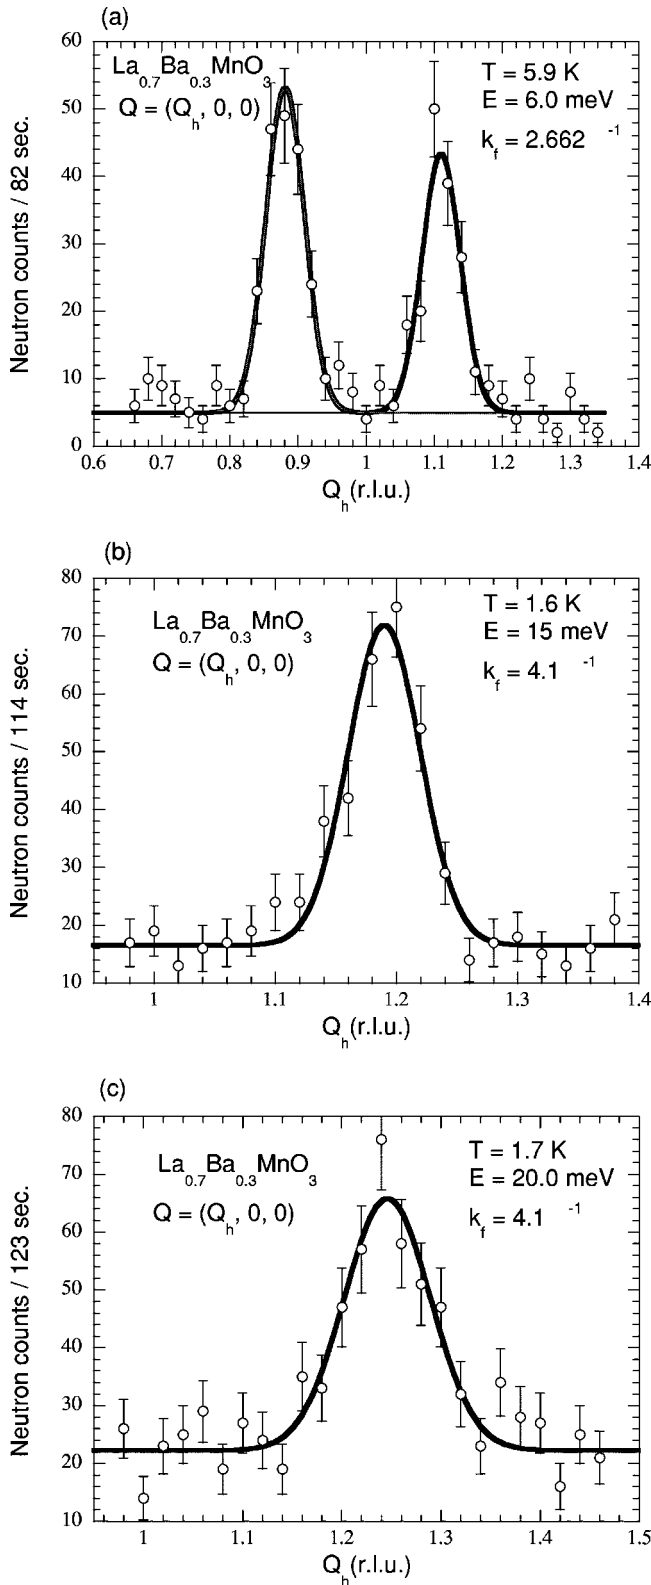 (a)
La0.7Ba0.3MnO3
Q = (Qh, 0, 0)
T = 5.9 K
E = 6.0 meV
kf = 2.662 -1
Neutron counts / 82 sec.
60
50
40
30
20
10
0
0.6 0.7 0.8 0.9 1 1.1 1.2 1.3 1.4
Qh (r.l.u.)
(b)
La0.7Ba0.3MnO3
Q = (Qh, 0, 0)
T = 1.6 K
E = 15 meV
kf = 4.1 -1
Neutron counts / 114 sec.
80
70
60
50
40
30
20
10
1 1.1 1.2 1.3 1.4
Qh (r.l.u.)
(c)
La0.7Ba0.3MnO3
Q = (Qh, 0, 0)
T = 1.7 K
E = 20.0 meV
kf = 4.1 -1
Neutron counts / 123 sec.
80
70
60
50
40
30
20
10
1 1.1 1.2 1.3 1.4 1.5
Qh (r.l.u.)